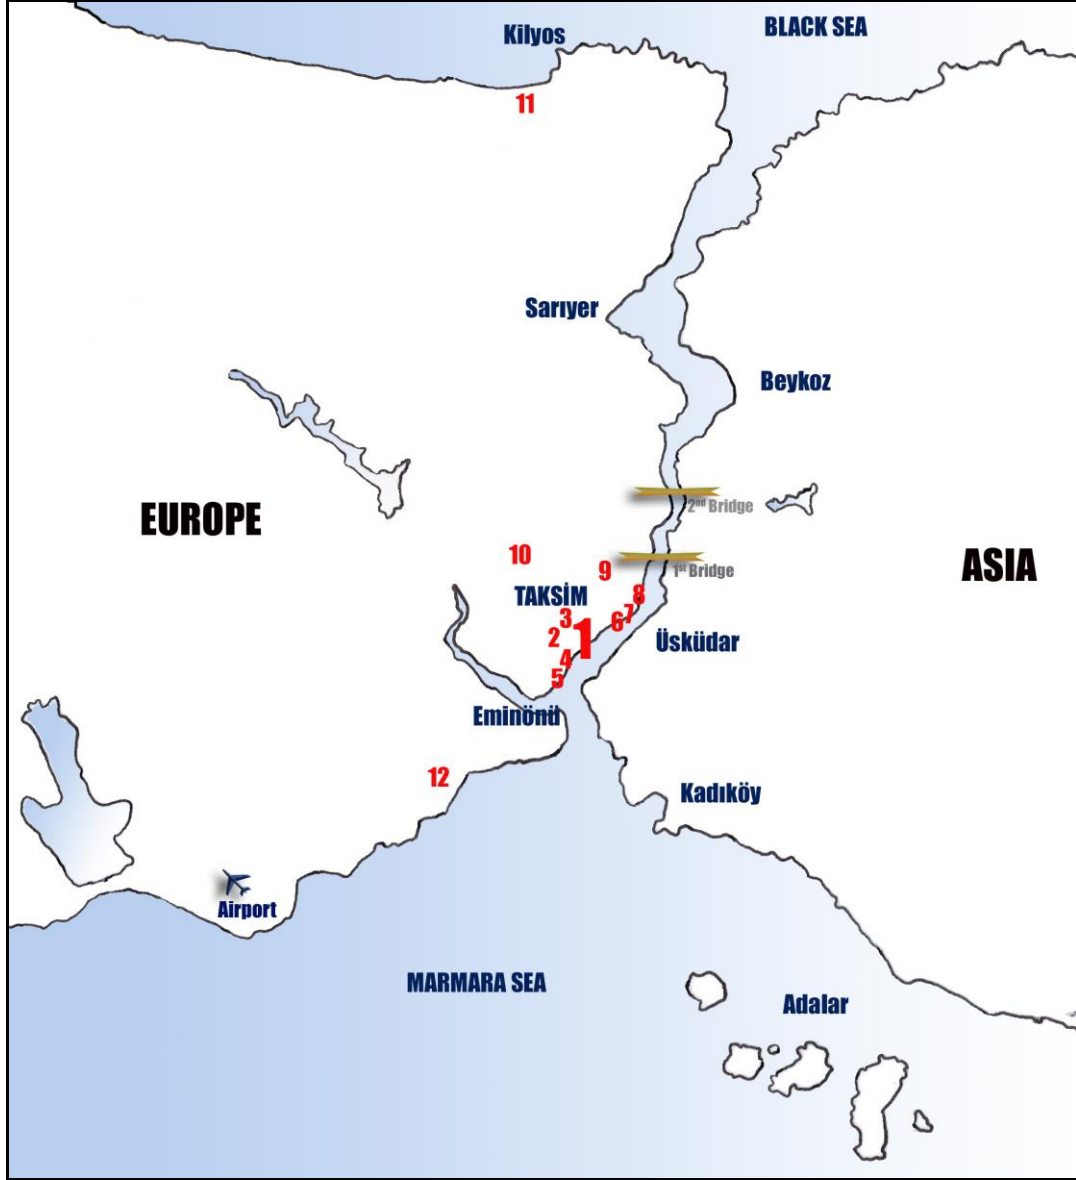 BLACK SEA
Kilyos
11
Sarıyer
Beykoz
2nd Bridge
EUROPE
10
1st Bridge
ASIA
9
TAKSİM
8
7
3
6
1
2
Üsküdar
4
5
Eminönü
12
Kadıköy
Airport
MARMARA SEA
Adalar